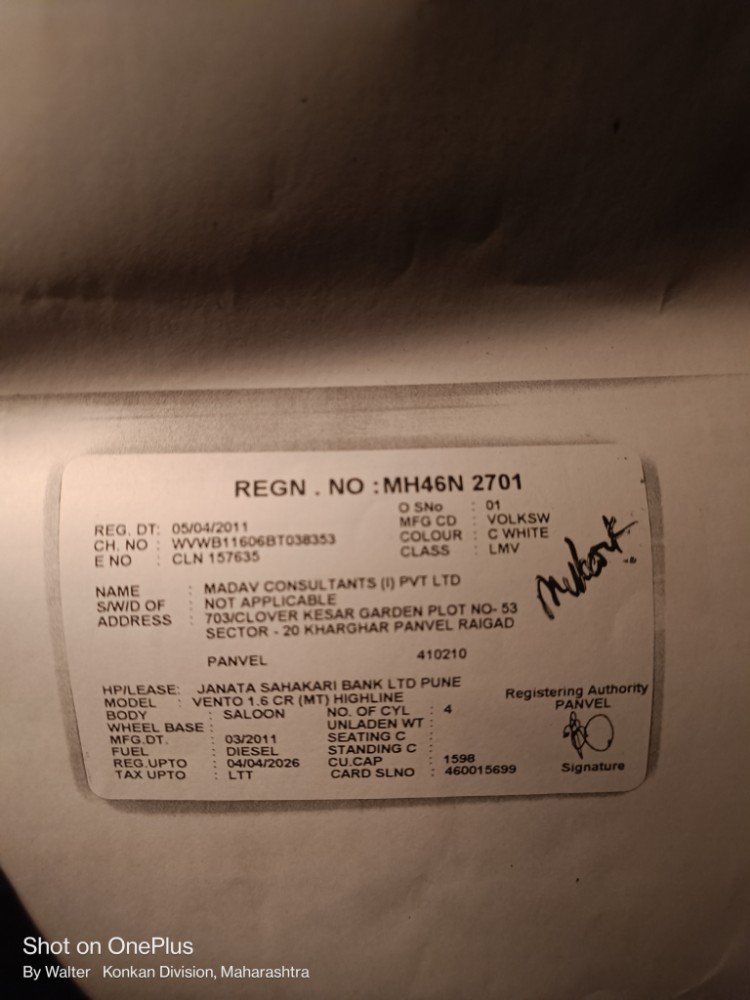 REGN . NO : MH46N 2701
REG. DT: 05/04/2011
CH. NO : WVWB11606BT038353
E NO : CLN 157635
O SNo : 01
MFG CD : VOLKSW
COLOUR : C WHITE
CLASS : LMV
NAME : MADAV CONSULTANTS (I) PVT LTD
S/W/D OF : NOT APPLICABLE
ADDRESS : 703/CLOVER KESAR GARDEN PLOT NO- 53
SECTOR - 20 KHARGHAR PANVEL RAIGAD
PANVEL 410210
HP/LEASE: JANATA SAHAKARI BANK LTD PUNE
MODEL : VENTO 1.6 CR (MT) HIGHLINE
BODY : SALOON
WHEEL BASE :
MFG.DT. : 03/2011
FUEL : DIESEL
REG.UPTO : 04/04/2026
TAX UPTO : LTT
NO. OF CYL : 4
UNLADEN WT :
SEATING C :
STANDING C :
CU.CAP : 1598
CARD SLNO : 460015699
Registering Authority
PANVEL
Signature
Shot on OnePlus
By Walter Konkan Division, Maharashtra